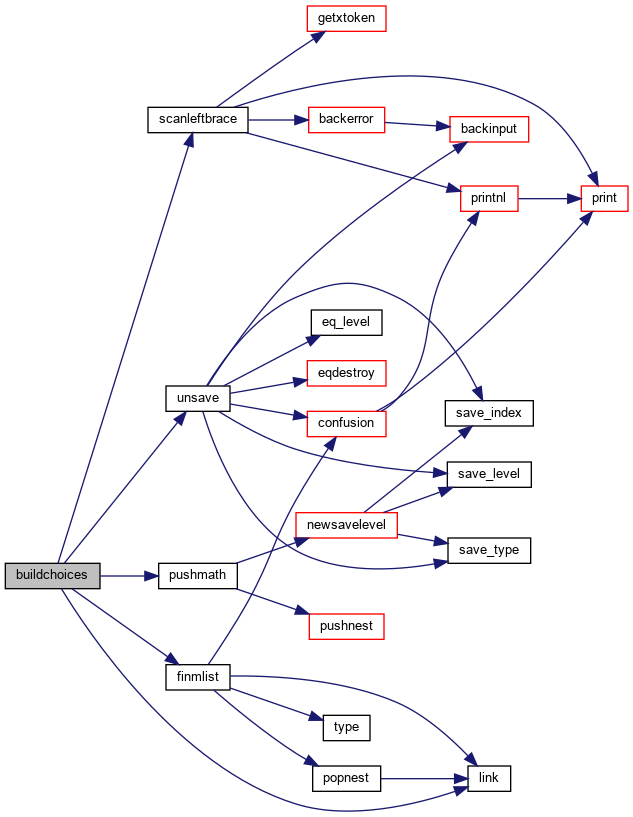 getxtoken
scanleftbrace
backerror
backinput
printnl
print
eq_level
eqdestroy
unsave
save_index
confusion
save_level
newsavelevel
save_type
buildchoices
pushmath
pushnest
finmlist
type
popnest
link